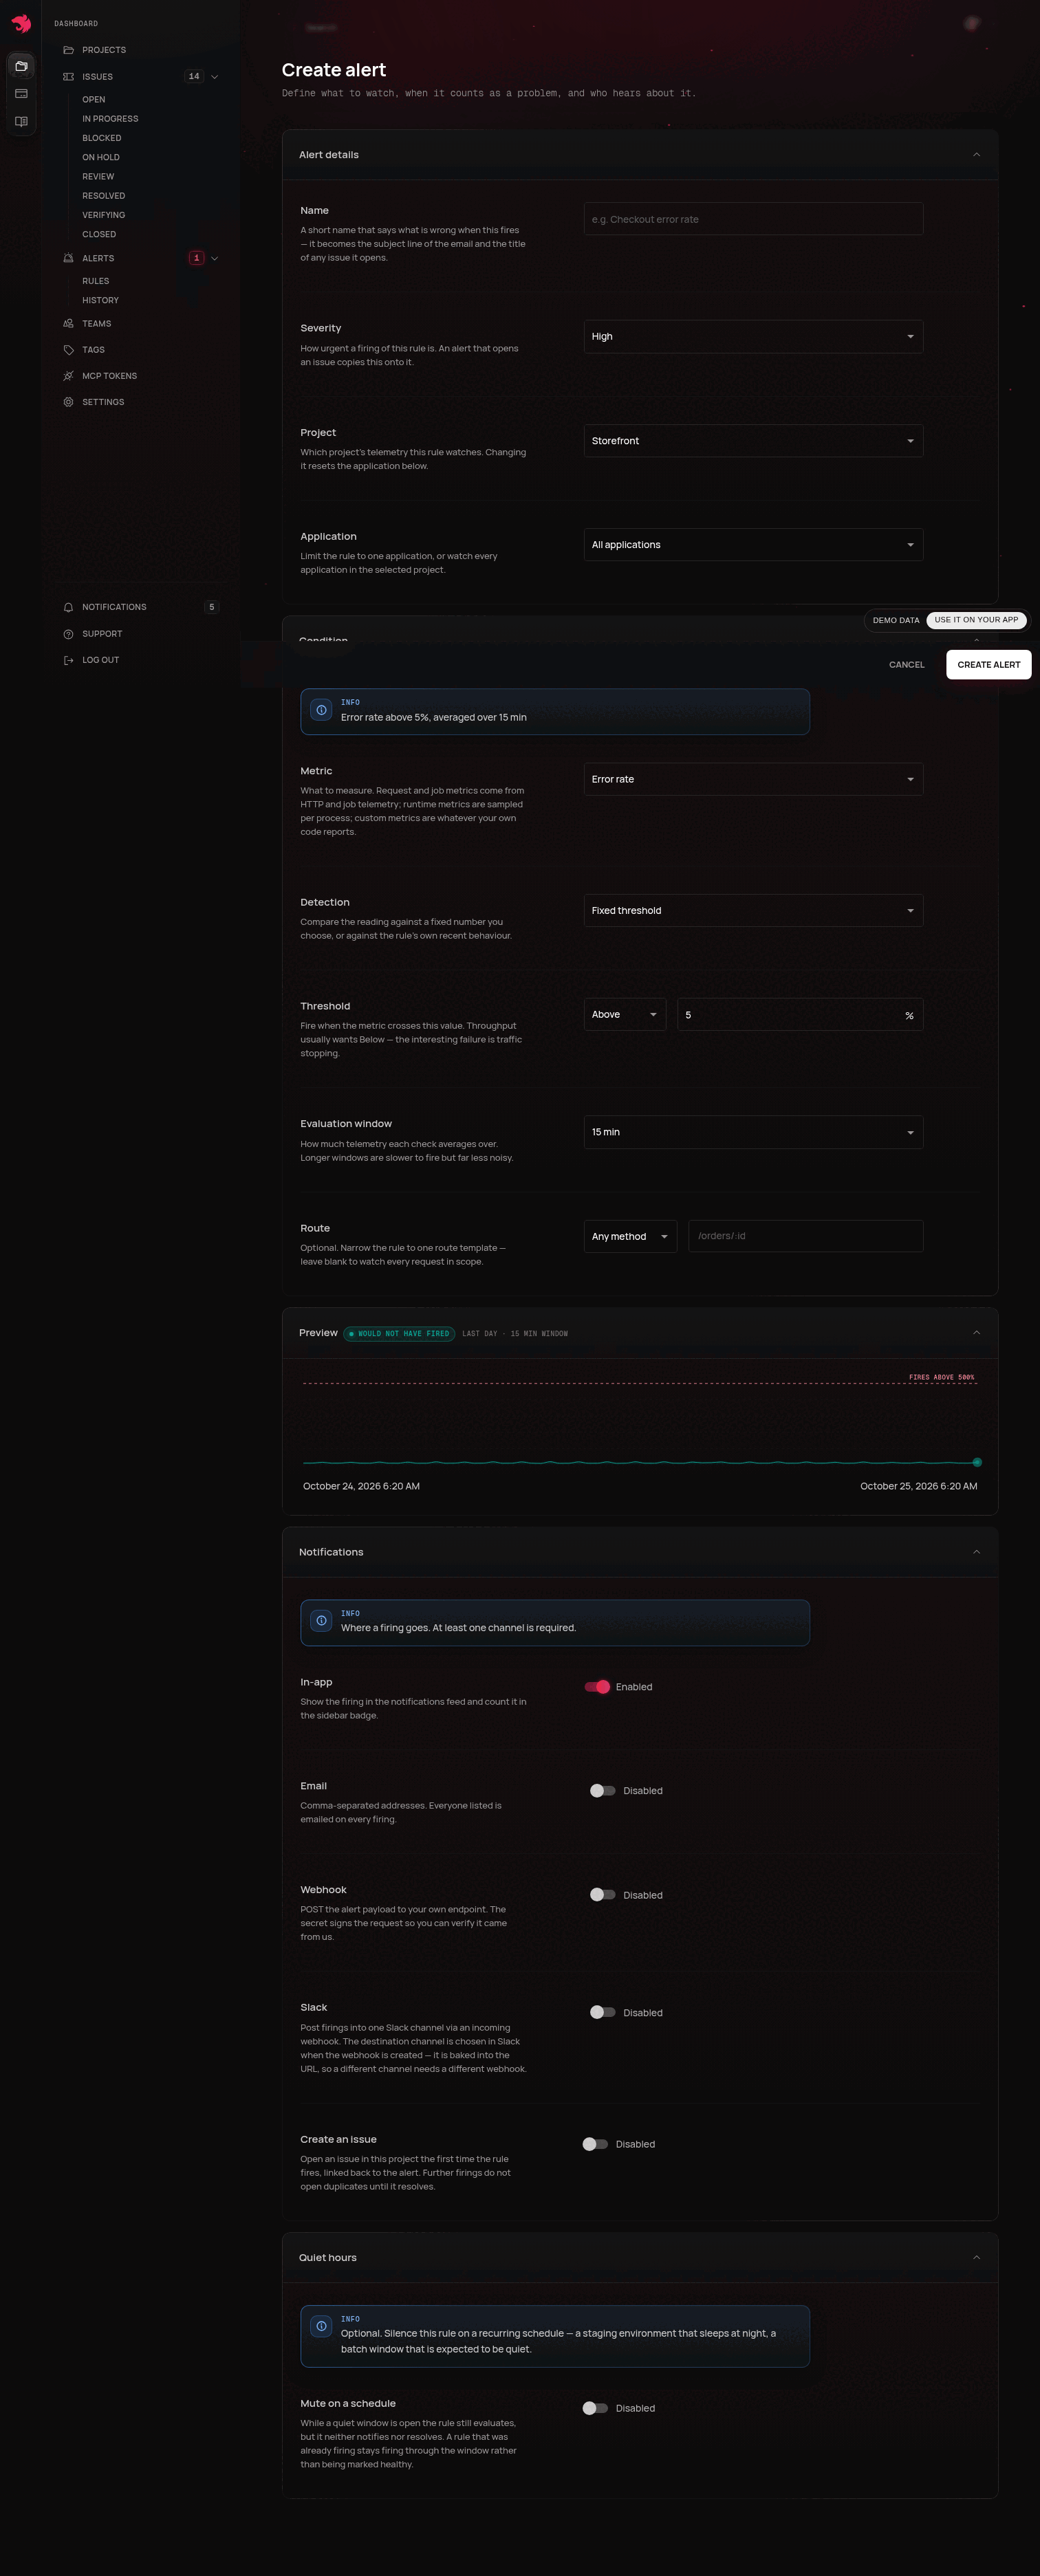 DASHBOARD
PROJECTS
ISSUES 14
OPEN
IN PROGRESS
BLOCKED
ON HOLD
REVIEW
RESOLVED
VERIFYING
CLOSED
ALERTS 1
RULES
HISTORY
TEAMS
TAGS
MCP TOKENS
SETTINGS
NOTIFICATIONS 5
SUPPORT
LOG OUT
Create alert
Define what to watch, when it counts as a problem, and who hears about it.
Alert details
Name
A short name that says what is wrong when this fires
— it becomes the subject line of the email and the title
of any issue it opens.
e.g. Checkout error rate
Severity
How urgent a firing of this rule is. An alert that opens
an issue copies this onto it.
High
Project
Which project's telemetry this rule watches. Changing
it resets the application below.
Storefront
Application
Limit the rule to one application, or watch every
application in the selected project.
All applications
DEMO DATA USE IT ON YOUR APP
Condition
CANCEL CREATE ALERT
INFO
Error rate above 5%, averaged over 15 min
Metric
What to measure. Request and job metrics come from
HTTP and job telemetry; runtime metrics are sampled
per process; custom metrics are whatever your own
code reports.
Error rate
Detection
Compare the reading against a fixed number you
choose, or against the rule's own recent behaviour.
Fixed threshold
Threshold
Fire when the metric crosses this value. Throughput
usually wants Below — the interesting failure is traffic
stopping.
Above 5 %
Evaluation window
How much telemetry each check averages over.
Longer windows are slower to fire but far less noisy.
15 min
Route
Optional. Narrow the rule to one route template —
leave blank to watch every request in scope.
Any method /orders/:id
Preview WOULD NOT HAVE FIRED LAST DAY · 15 MIN WINDOW
FIRES ABOVE 500%
October 24, 2026 6:20 AM October 25, 2026 6:20 AM
Notifications
INFO
Where a firing goes. At least one channel is required.
In-app
Show the firing in the notifications feed and count it in
the sidebar badge.
Enabled
Email
Comma-separated addresses. Everyone listed is
emailed on every firing.
Disabled
Webhook
POST the alert payload to your own endpoint. The
secret signs the request so you can verify it came
from us.
Disabled
Slack
Post firings into one Slack channel via an incoming
webhook. The destination channel is chosen in Slack
when the webhook is created — it is baked into the
URL, so a different channel needs a different webhook.
Disabled
Create an issue
Open an issue in this project the first time the rule
fires, linked back to the alert. Further firings do not
open duplicates until it resolves.
Disabled
Quiet hours
INFO
Optional. Silence this rule on a recurring schedule — a staging environment that sleeps at night, a
batch window that is expected to be quiet.
Mute on a schedule
While a quiet window is open the rule still evaluates,
but it neither notifies nor resolves. A rule that was
already firing stays firing through the window rather
than being marked healthy.
Disabled